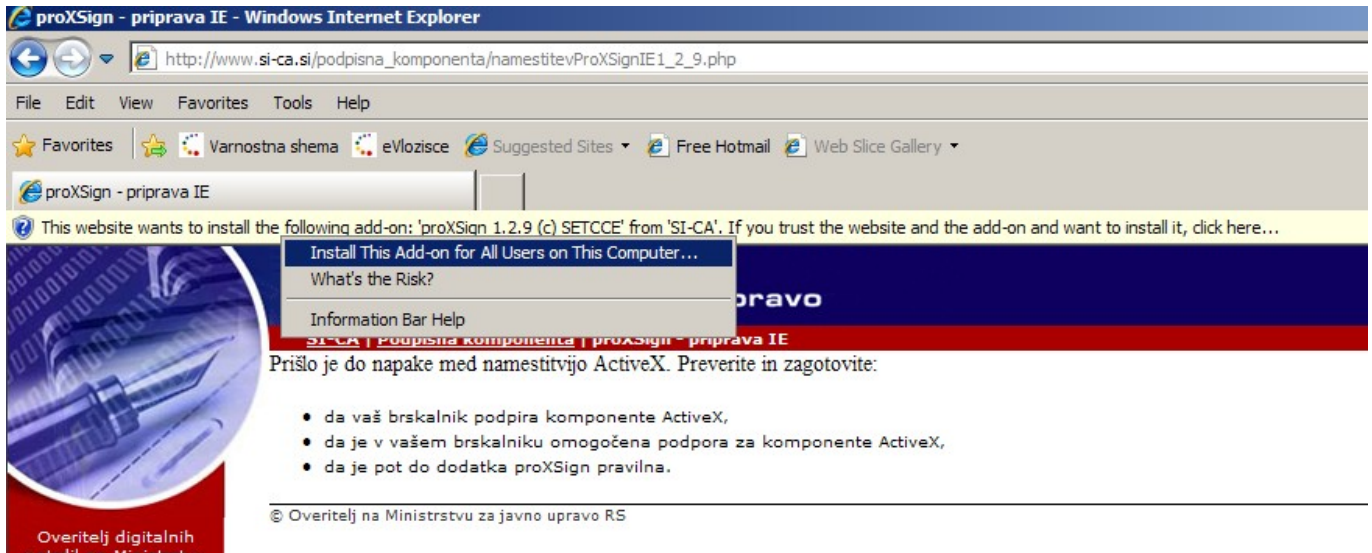 proXSign - priprava IE - Windows Internet Explorer
http://www.si-ca.si/podpisna_komponenta/namestitevProXSignIE1_2_9.php
File Edit View Favorites Tools Help
Favorites Varnostna shema eVlozisce Suggested Sites Free Hotmail Web Slice Gallery
proXSign - priprava IE
This website wants to install the following add-on: 'proXSign 1.2.9 (c) SETCCE' from 'SI-CA'. If you trust the website and the add-on and want to install it, click here...
Install This Add-on for All Users on This Computer...
What's the Risk?
pravo
Information Bar Help
SI-CA | Podpisna komponenta | proXSign - priprava IE
Prišlo je do napake med namestitvijo ActiveX. Preverite in zagotovite:
• da vaš brskalnik podpira komponente ActiveX,
• da je v vašem brskalniku omogočena podpora za komponente ActiveX,
• da je pot do dodatka proXSign pravilna.
© Overitelj na Ministrstvu za javno upravo RS
Overitelj digitalnih